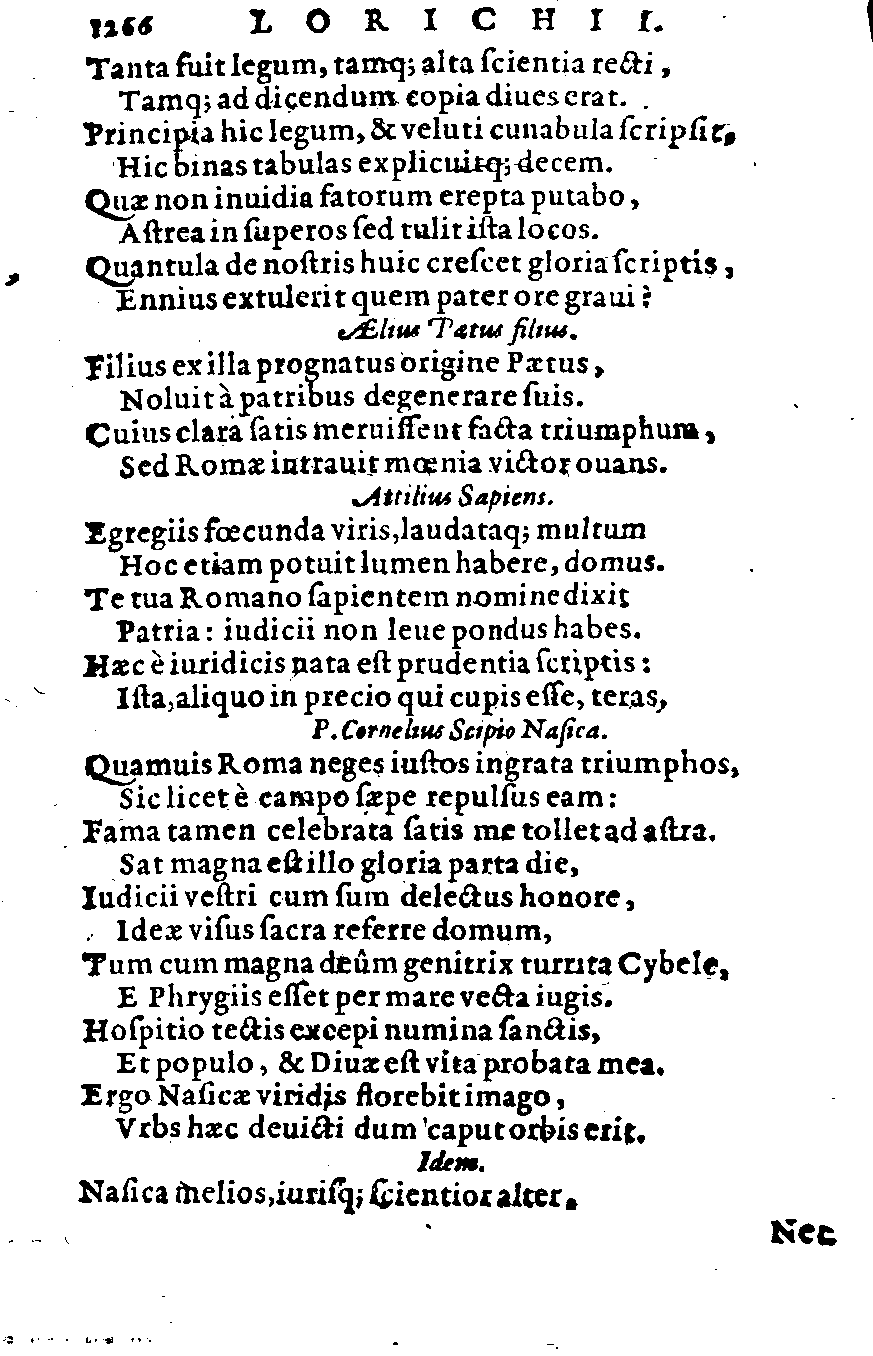 1266 LORICHII.
Tanta fuit legum, tamq; alta ſcientia recti,
Tamq; ad dicendum copia diues erat.
Principia hic legum, & veluti cunabula ſcripſit,
Hic binas tabulas explicuitq; decem.
Quæ non inuidia fatorum erepta putabo,
Aſtrea in ſuperos ſed tulit iſta locos.
Quantula de noſtris huic creſcet gloria ſcriptis,
Ennius extulerit quem pater ore graui?
Ælius Pætus filius.
Filius ex illa prognatus origine Pætus,
Noluit à patribus degenerare ſuis.
Cuius clara ſatis meruiſſent facta triumphum,
Sed Romæ intrauit mœnia victor ouans.
Attilius Sapiens.
Egregiis fœcunda viris, laudataq; multum
Hoc etiam potuit lumen habere, domus.
Te tua Romano ſapientem nomine dixit
Patria: iudicii non leue pondus habes.
Hæc è iuridicis nata eſt prudentia ſcriptis:
Iſta, aliquo in precio qui cupis eſſe, teras,
P. Cornelius Scipio Naſica.
Quamuis Roma neges iuſtos ingrata triumphos,
Sic licet è campo ſæpe repulſus eam:
Fama tamen celebrata ſatis me tollet ad aſtra.
Sat magna eſt illo gloria parta die,
Iudicii veſtri cum ſum delectus honore,
Ideæ viſus ſacra referre domum,
Tum cum magna deûm genitrix turrita Cybele,
E Phrygiis eſſet per mare vecta iugis.
Hoſpitio tectis excepi numina ſanctis,
Et populo, & Diuæ eſt vita probata mea.
Ergo Naſicæ viridis florebit imago,
Vrbs hæc deuicti dum caput orbis erit.
Idem.
Naſica melios, iuriſq; ſcientior alter.
Nec